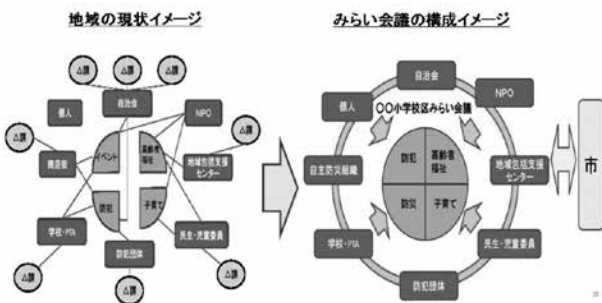 地域の現状イメージ
みらい会議の構成イメージ
△課
△課
△課
自治会
個人
NPO
△課
△課
イベント
高齢者
福祉
地域包括支援
センター
防犯
子育て
学校・PTA
民生・児童委員
防犯団体
△課
△課
△課
自治会
NPO
個人
〇〇小学校区みらい会議
防犯
高齢者
福祉
自主防災組織
地域包括支援
センター
市
防災
子育て
学校・PTA
民生・児童委員
防犯団体